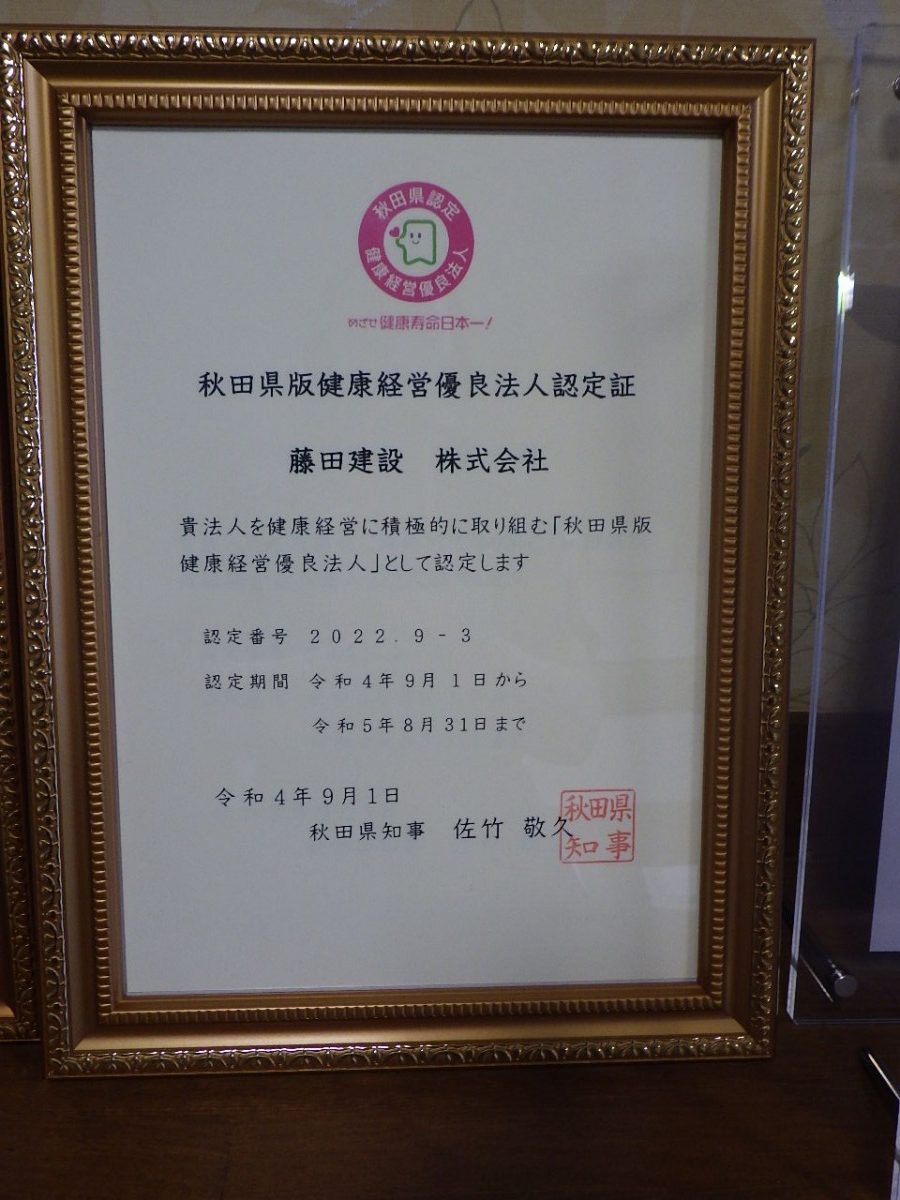 秋田県認定
健康経営優良法人
めざせ健康寿命日本一!
秋田県版健康経営優良法人認定証
藤田建設　株式会社
貴法人を健康経営に積極的に取り組む「秋田県版
健康経営優良法人」として認定します
認定番号 2022.9-3
認定期間 令和4年9月1日から
令和5年8月31日まで
令和4年9月1日
秋田県知事　佐竹 敬久
秋田県
知事